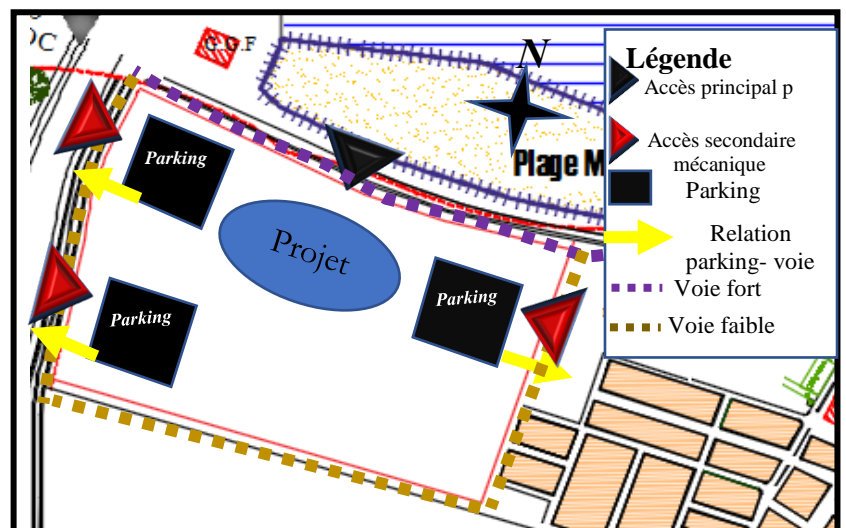 OC
G.G.F
N
Plage M
Parking
Projet
Parking
Parking
Légende
Accès principal p
Accès secondaire
mécanique
Parking
Relation
parking- voie
Voie fort
Voie faible